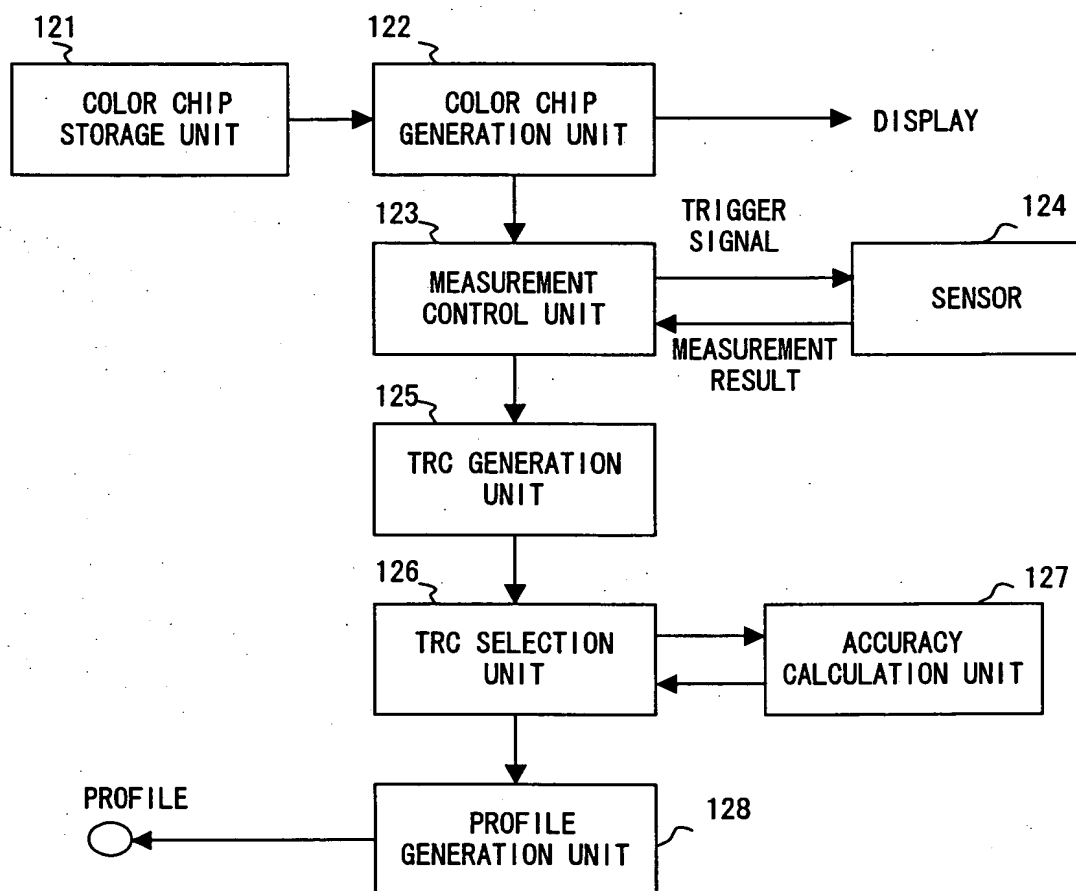 121
122
COLOR CHIP
STORAGE UNIT
COLOR CHIP
GENERATION UNIT
DISPLAY
123
TRIGGER
SIGNAL
124
MEASUREMENT
CONTROL UNIT
SENSOR
MEASUREMENT
RESULT
125
TRC GENERATION
UNIT
126
127
TRC SELECTION
UNIT
ACCURACY
CALCULATION UNIT
PROFILE
128
PROFILE
GENERATION UNIT